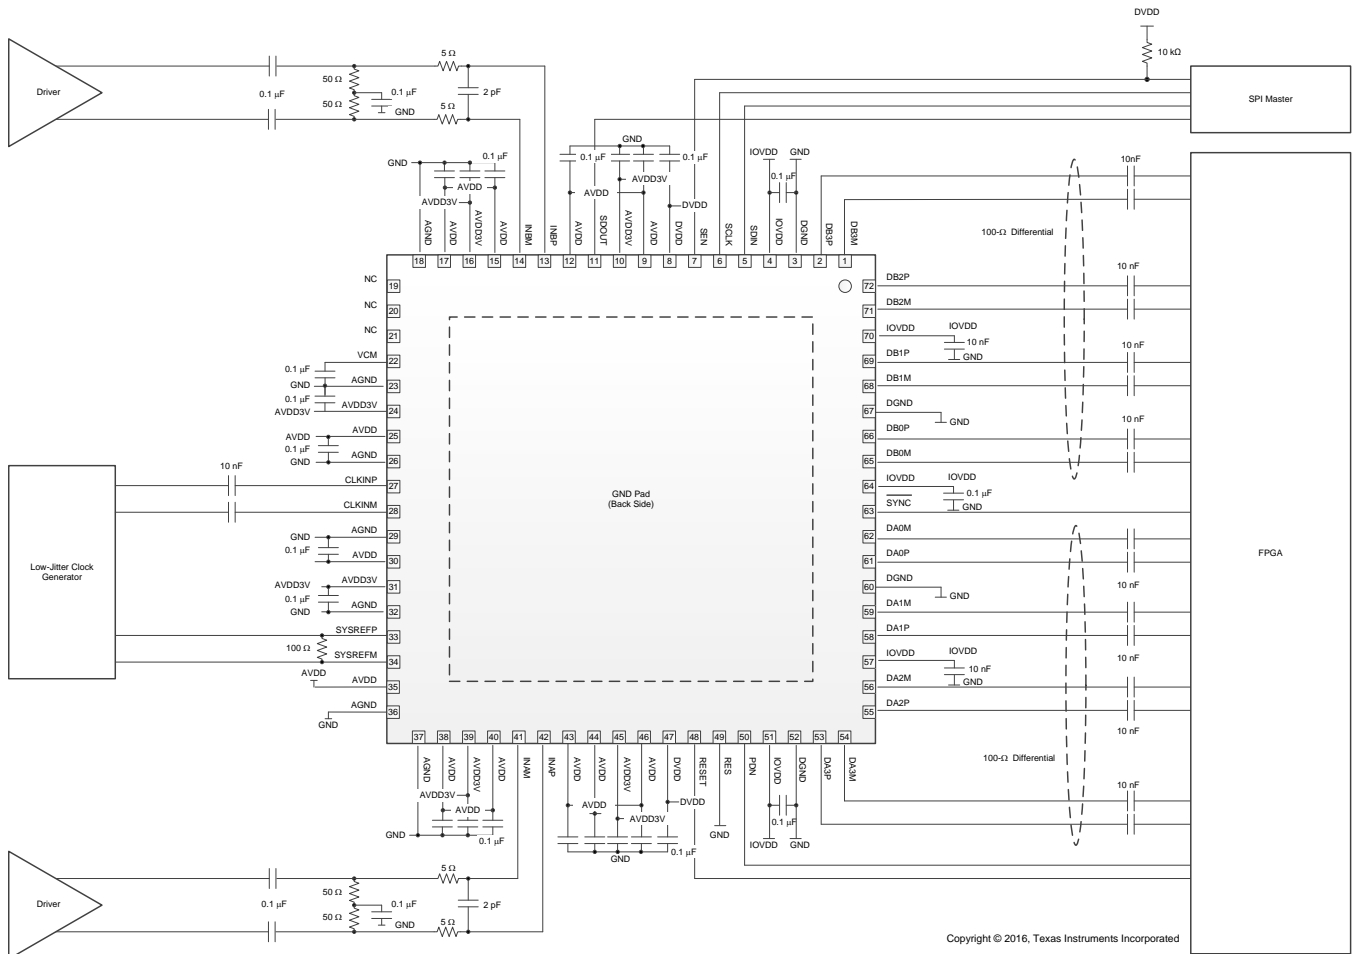 DVDD
10 kΩ
SPI Master
Driver
0.1 µF
50 Ω
50 Ω
0.1 µF
GND
5 Ω
5 Ω
2 pF
GND
0.1 µF
AVDD
AVDD3V
GND
0.1 µF
0.1 µF
AVDD3V
AVDD
DVDD
IOVDD
GND
0.1 µF
AGND
AVDD
AVDD3V
AVDD
INBM
INBP
AVDD
SDOUT
AVDD3V
AVDD
DVDD
SEN
SCLK
SDIN
IOVDD
DGND
DB3P
DB3M
18
17
16
15
14
13
12
11
10
9
8
7
6
5
4
3
2
1
NC
19
NC
20
NC
21
VCM
22
0.1 µF
GND
AGND
23
0.1 µF
AVDD3V
AVDD3V
24
AVDD
AVDD
25
0.1 µF
GND
AGND
26
10 nF
CLKINP
27
CLKINM
28
GND
AGND
29
0.1 µF
AVDD
30
AVDD3V
AVDD3V
31
0.1 µF
GND
AGND
32
SYSREFP
33
100 Ω
SYSREFM
34
AVDD
AVDD
35
AGND
36
GND
Low-Jitter Clock
Generator
GND Pad
(Back Side)
10nF
100-Ω Differential
72
DB2P
10 nF
71
DB2M
70
IOVDD
IOVDD
10 nF
GND
69
DB1P
10 nF
68
DB1M
67
DGND
GND
66
DB0P
10 nF
65
DB0M
64
IOVDD
IOVDD
0.1 µF
GND
63
SYNC
62
DA0M
61
DA0P
10 nF
60
DGND
GND
59
DA1M
58
DA1P
10 nF
57
IOVDD
IOVDD
10 nF
GND
56
DA2M
55
DA2P
10 nF
100-Ω Differential
10 nF
FPGA
37
38
39
40
41
42
43
44
45
46
47
48
49
50
51
52
53
54
AGND
AVDD
AVDD3V
AVDD
INAM
INAP
AVDD
AVDD
AVDD3V
AVDD
DVDD
RESET
RES
PDN
IOVDD
DGND
DA3P
DA3M
AVDD3V
AVDD
GND
0.1 µF
AVDD
AVDD3V
DVDD
GND
0.1 µF
GND
0.1 µF
IOVDD
GND
Driver
0.1 µF
50 Ω
50 Ω
0.1 µF
GND
5 Ω
5 Ω
2 pF
Copyright © 2016, Texas Instruments Incorporated